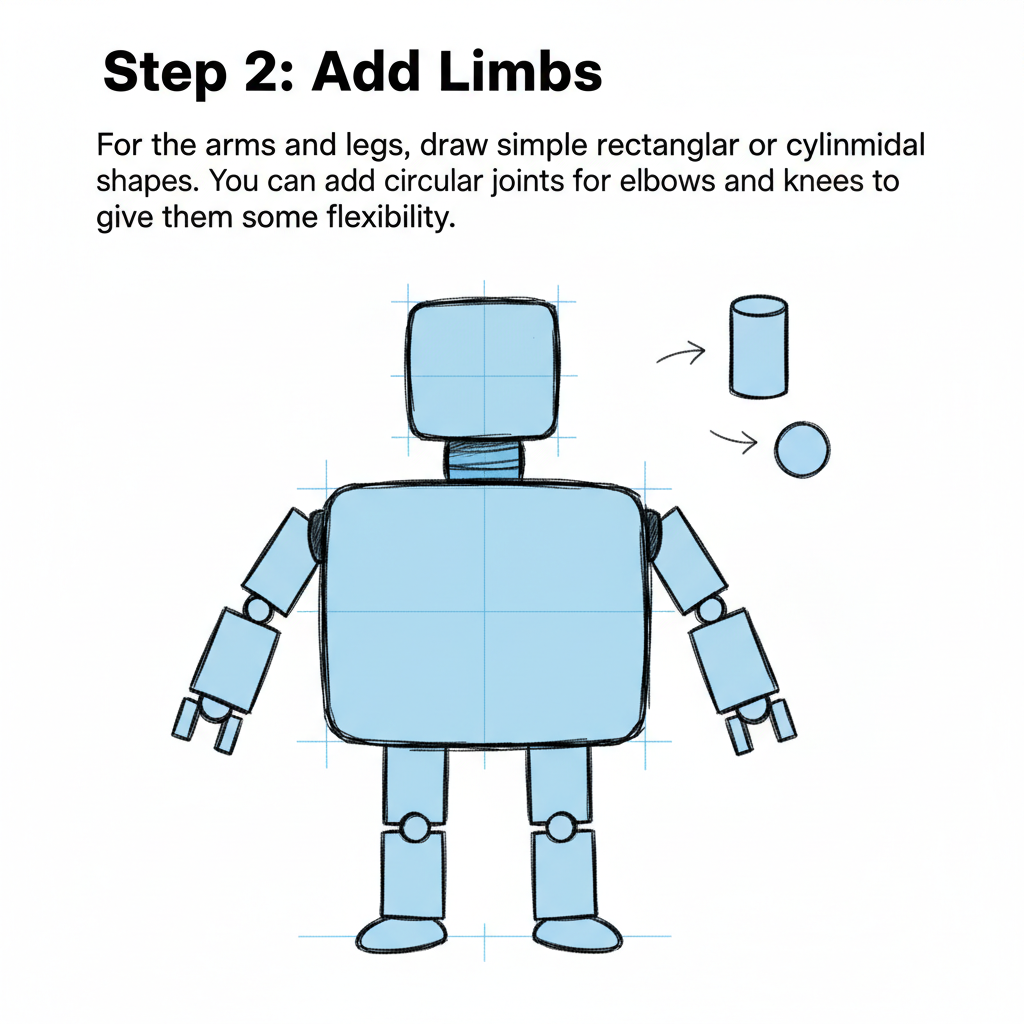 Step 2: Add Limbs
For the arms and legs, draw simple rectanglar or cylinmidal
shapes. You can add circular joints for elbows and knees to
give them some flexibility.